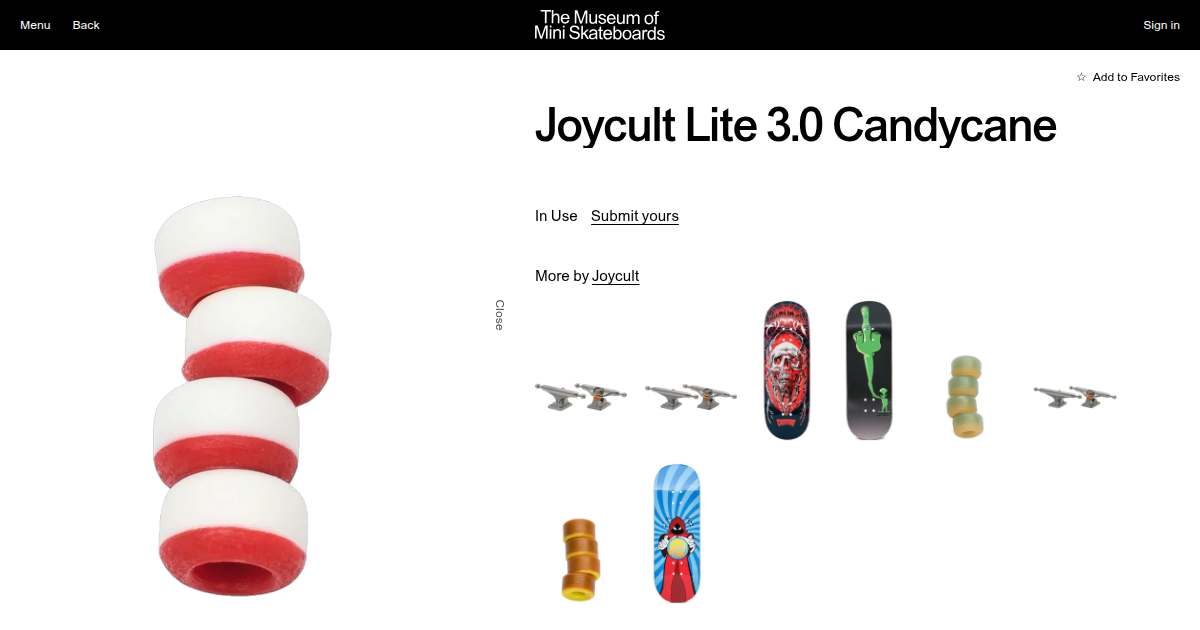 Menu
Back
The Museum of
Mini Skateboards
Sign in
☆ Add to Favorites
Joycult Lite 3.0 Candycane
In Use Submit yours
More by Joycult
Close